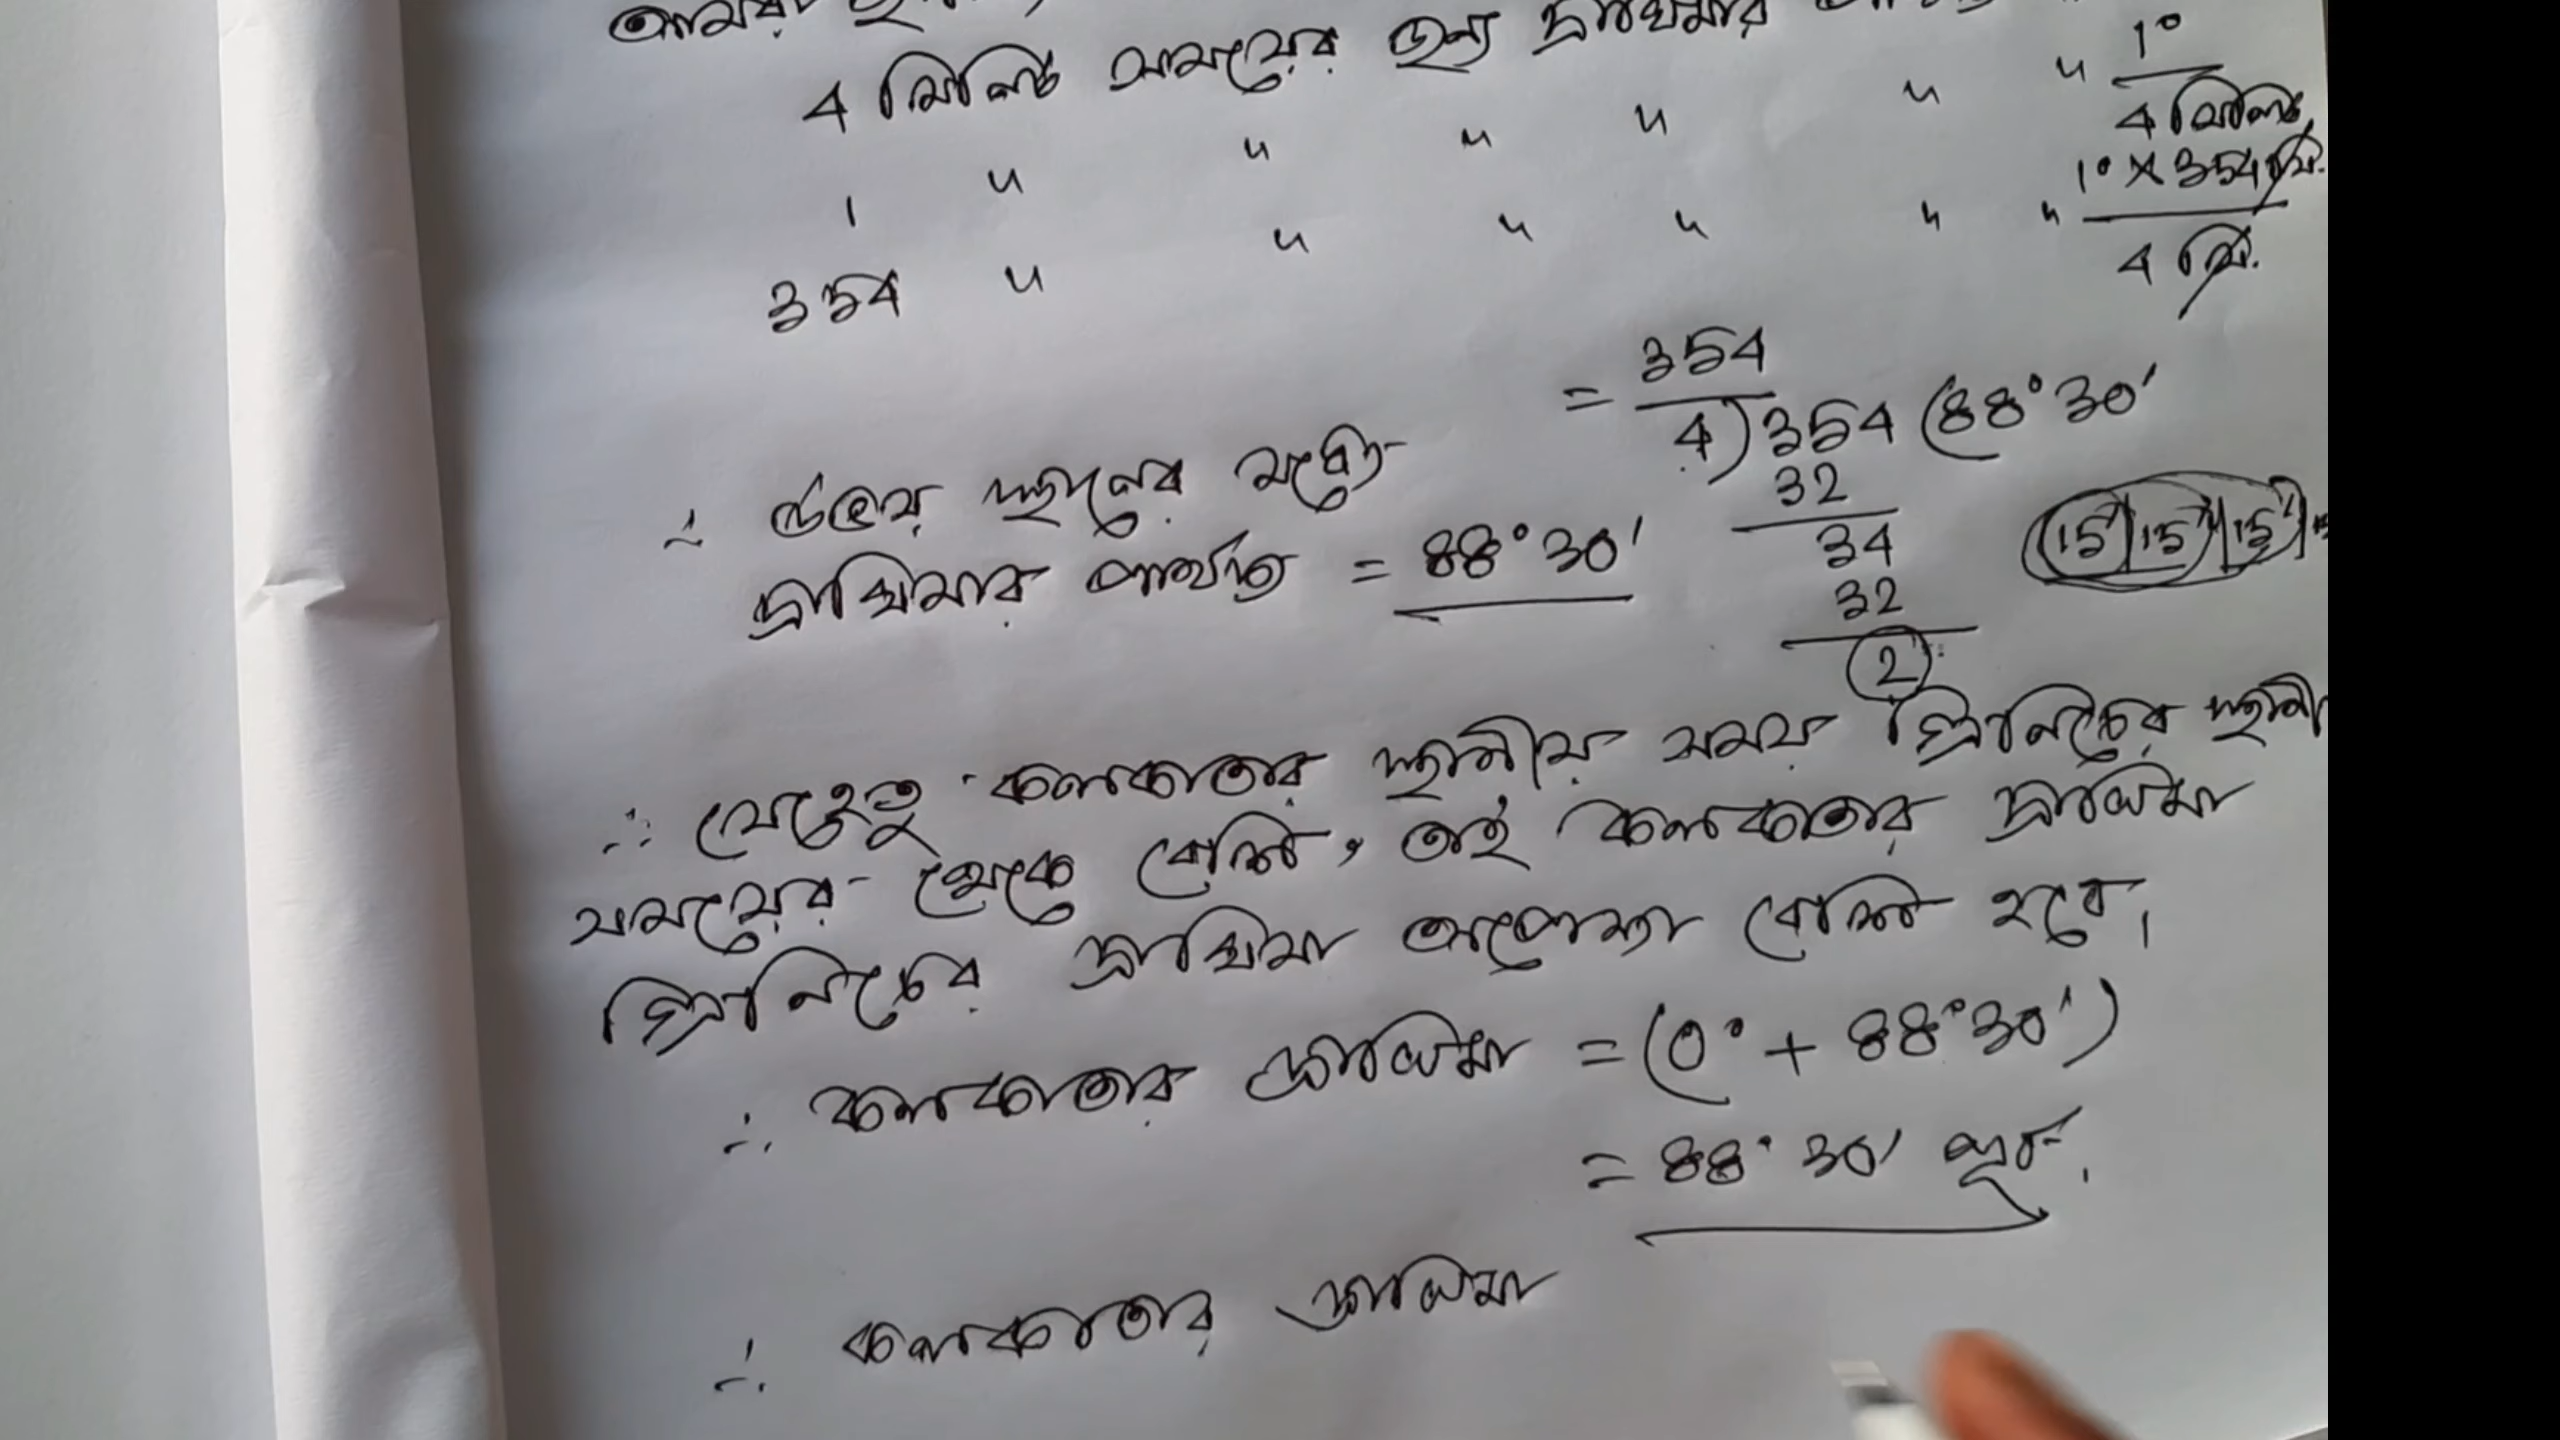 4 মিনিট সময়ের জন্য দ্রাঘিমার
1 " " " " " " 1° / 4 মিনিট
354 " " " " " " 1° × 354 মি. / 4 মি.
= 354 / 4
4) 354 (88°30'
32
34
32
2
15' | 15' | 15' |
∴ উভয় স্থানের মধ্যে
দ্রাঘিমার পার্থক্য = 88°30'
∴ যেহেতু কলকাতার স্থানীয় সময় গ্রিনিচের স্থানী
সময়ের থেকে বেশি, তাই কলকাতার দ্রাঘিমা
গ্রিনিচের দ্রাঘিমা অপেক্ষা বেশি হবে।
∴ কলকাতার দ্রাঘিমা = (0° + 88°30')
= 88° 30' পূর্ব.
∴ কলকাতার দ্রাঘিমা